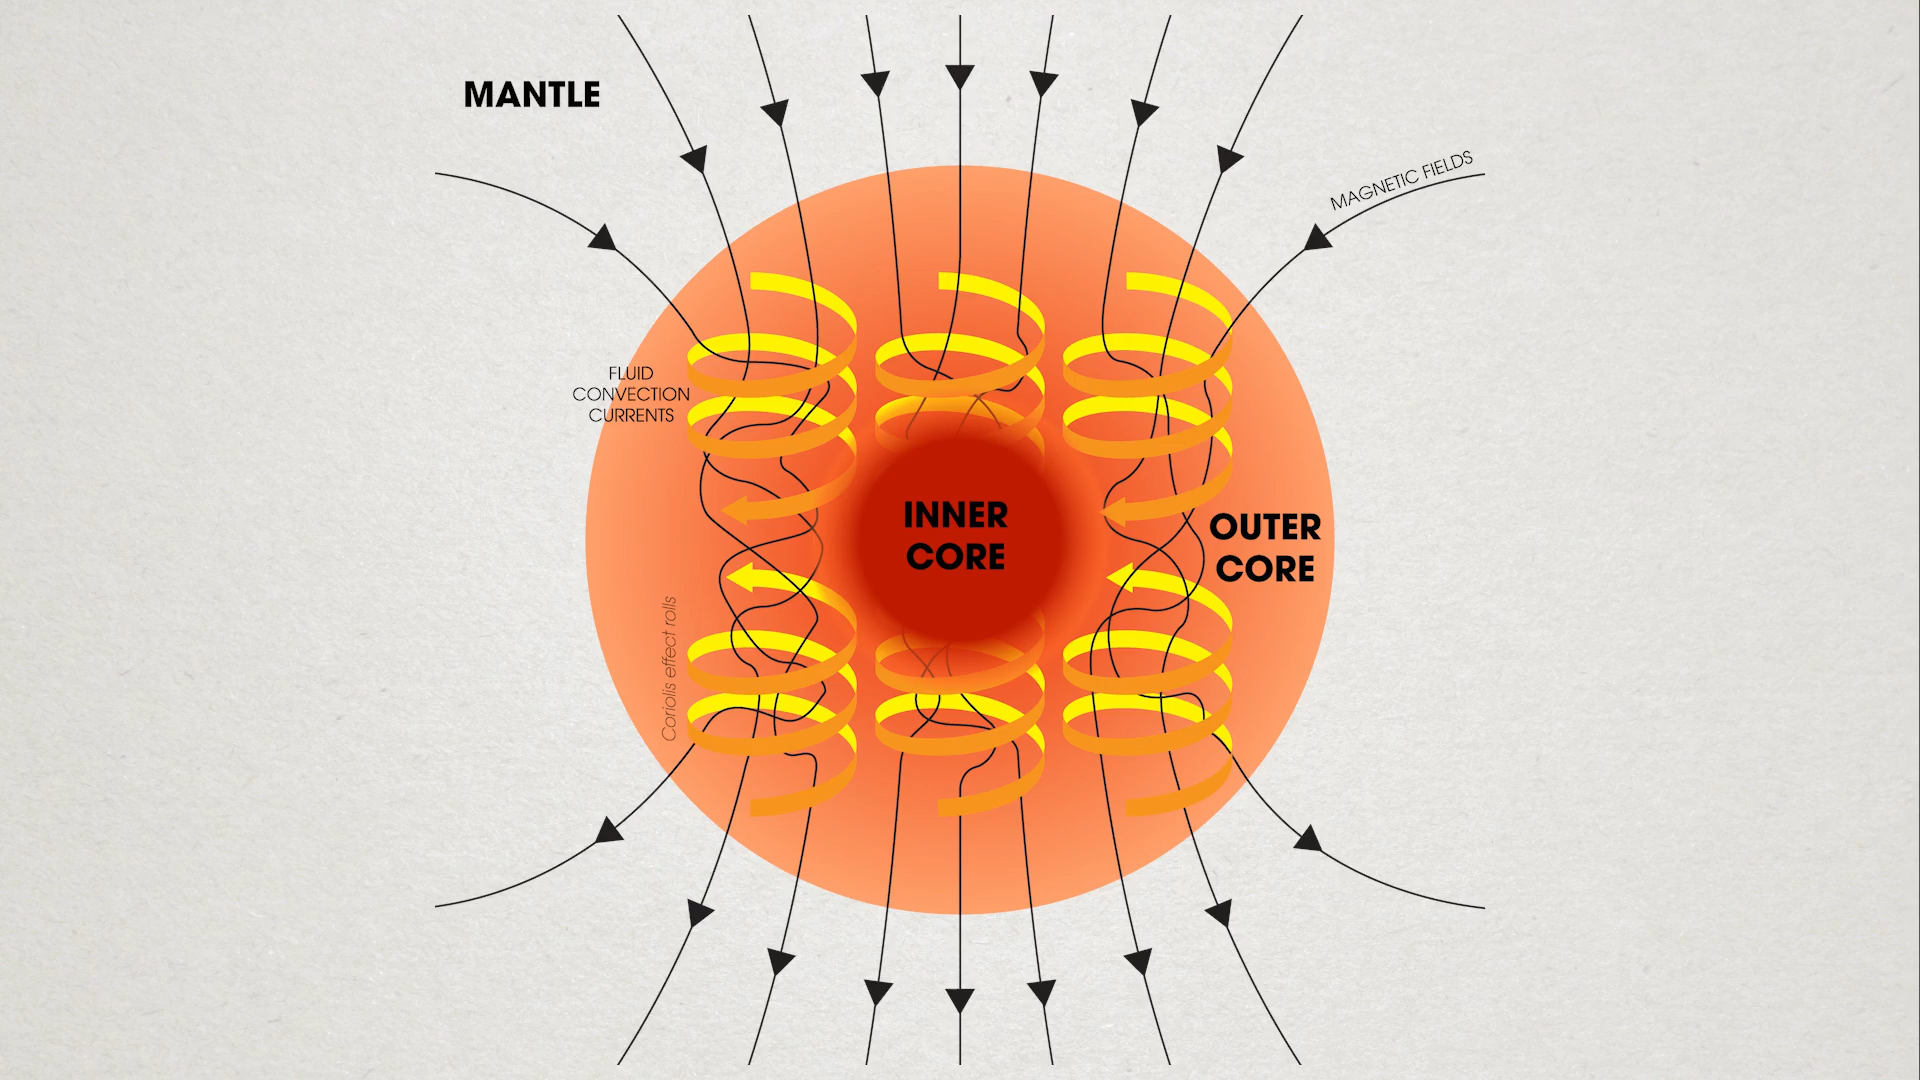 MANTLE
MAGNETIC FIELDS
FLUID
CONVECTION
CURRENTS
INNER
CORE
OUTER
CORE
Coriolis effect rolls